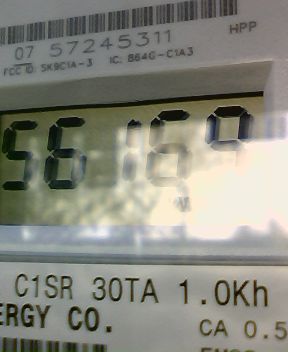 HPP
07 57245311
FCC ID: SK9C1A-3 IC: 864G-C1A3
56169
C1SR 30TA 1.0Kh
ERGY CO.
CA 0.5